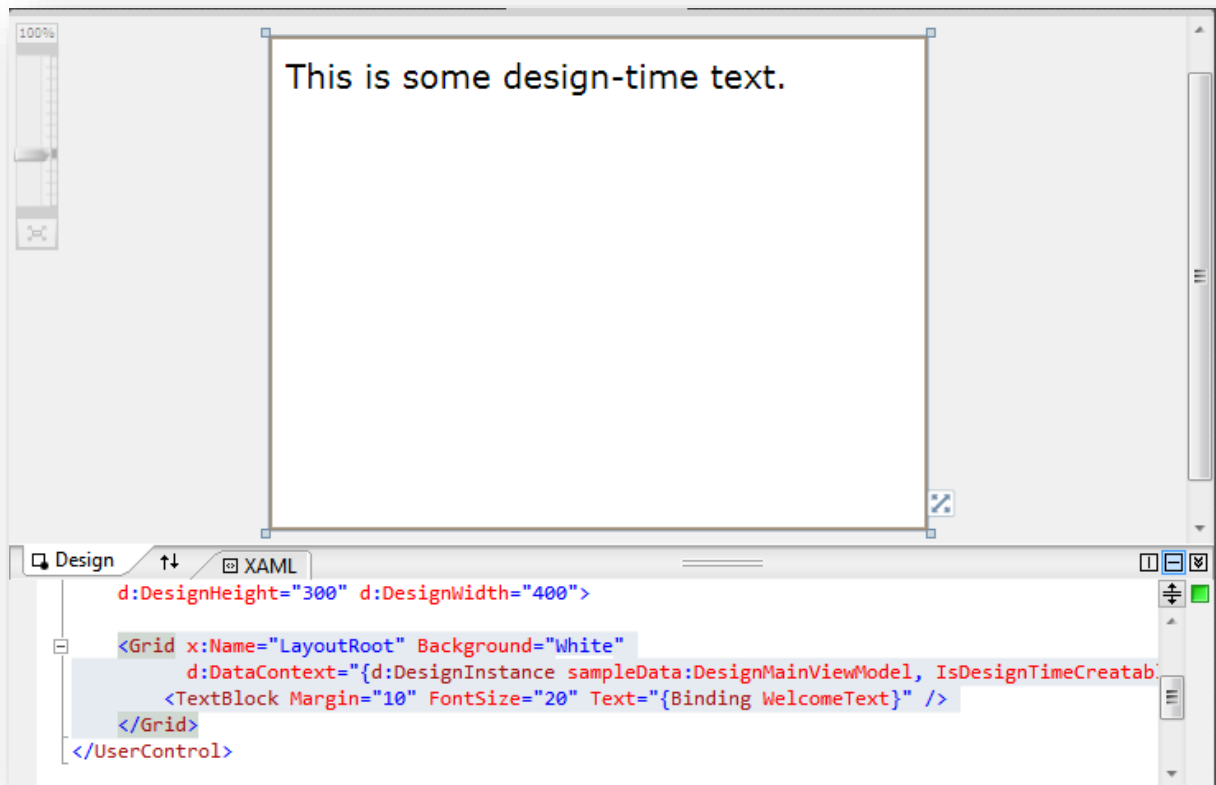 100%
This is some design-time text.
Design
XAML
d:DesignHeight="300" d:DesignWidth="400">
<Grid x:Name="LayoutRoot" Background="White"
d:DataContext="{d:DesignInstance sampleData:DesignMainViewModel, IsDesignTimeCreatabl
<TextBlock Margin="10" FontSize="20" Text="{Binding WelcomeText}" />
</Grid>
</UserControl>